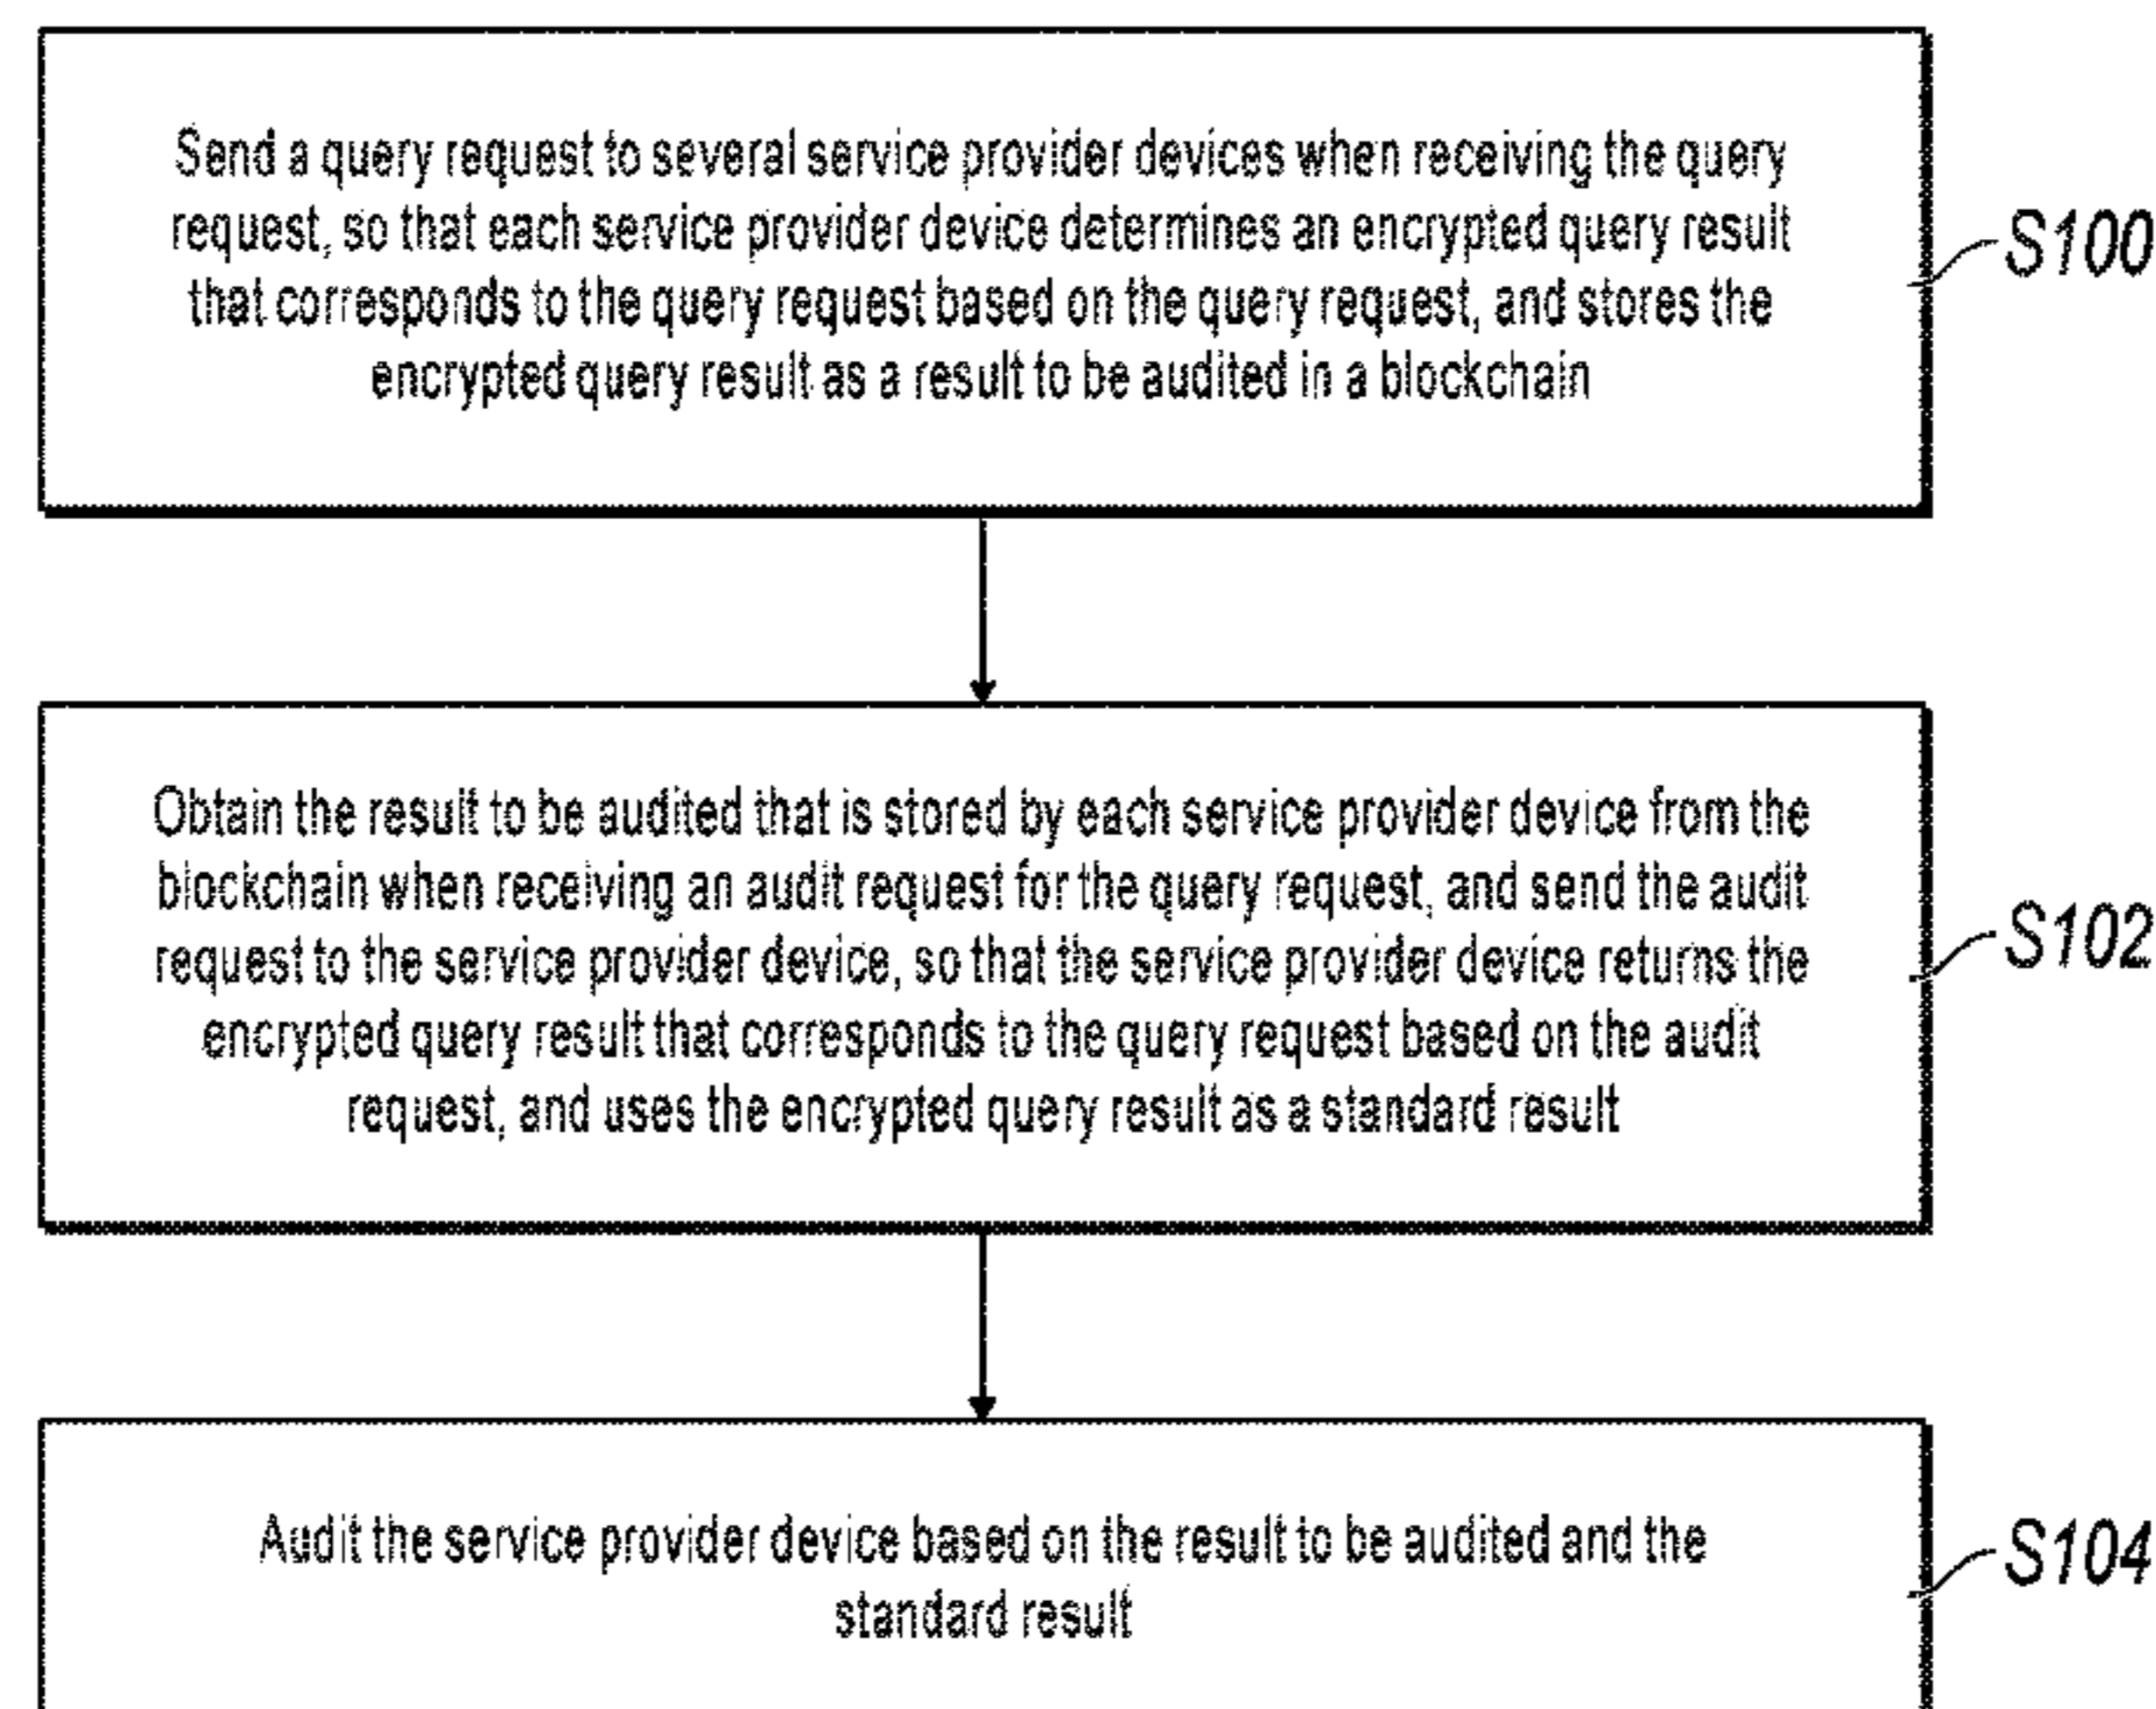 Send a query request to several service provider devices when receiving the query
request, so that each service provider device determines an encrypted query result
that corresponds to the query request based on the query request, and stores the
encrypted query result as a result to be audited in a blockchain
S100
Obtain the result to be audited that is stored by each service provider device from the
blockchain when receiving an audit request for the query request, and send the audit
request to the service provider device, so that the service provider device returns the
encrypted query result that corresponds to the query request based on the audit
request, and uses the encrypted query result as a standard result
S102
Audit the service provider device based on the result to be audited and the
standard result
S104